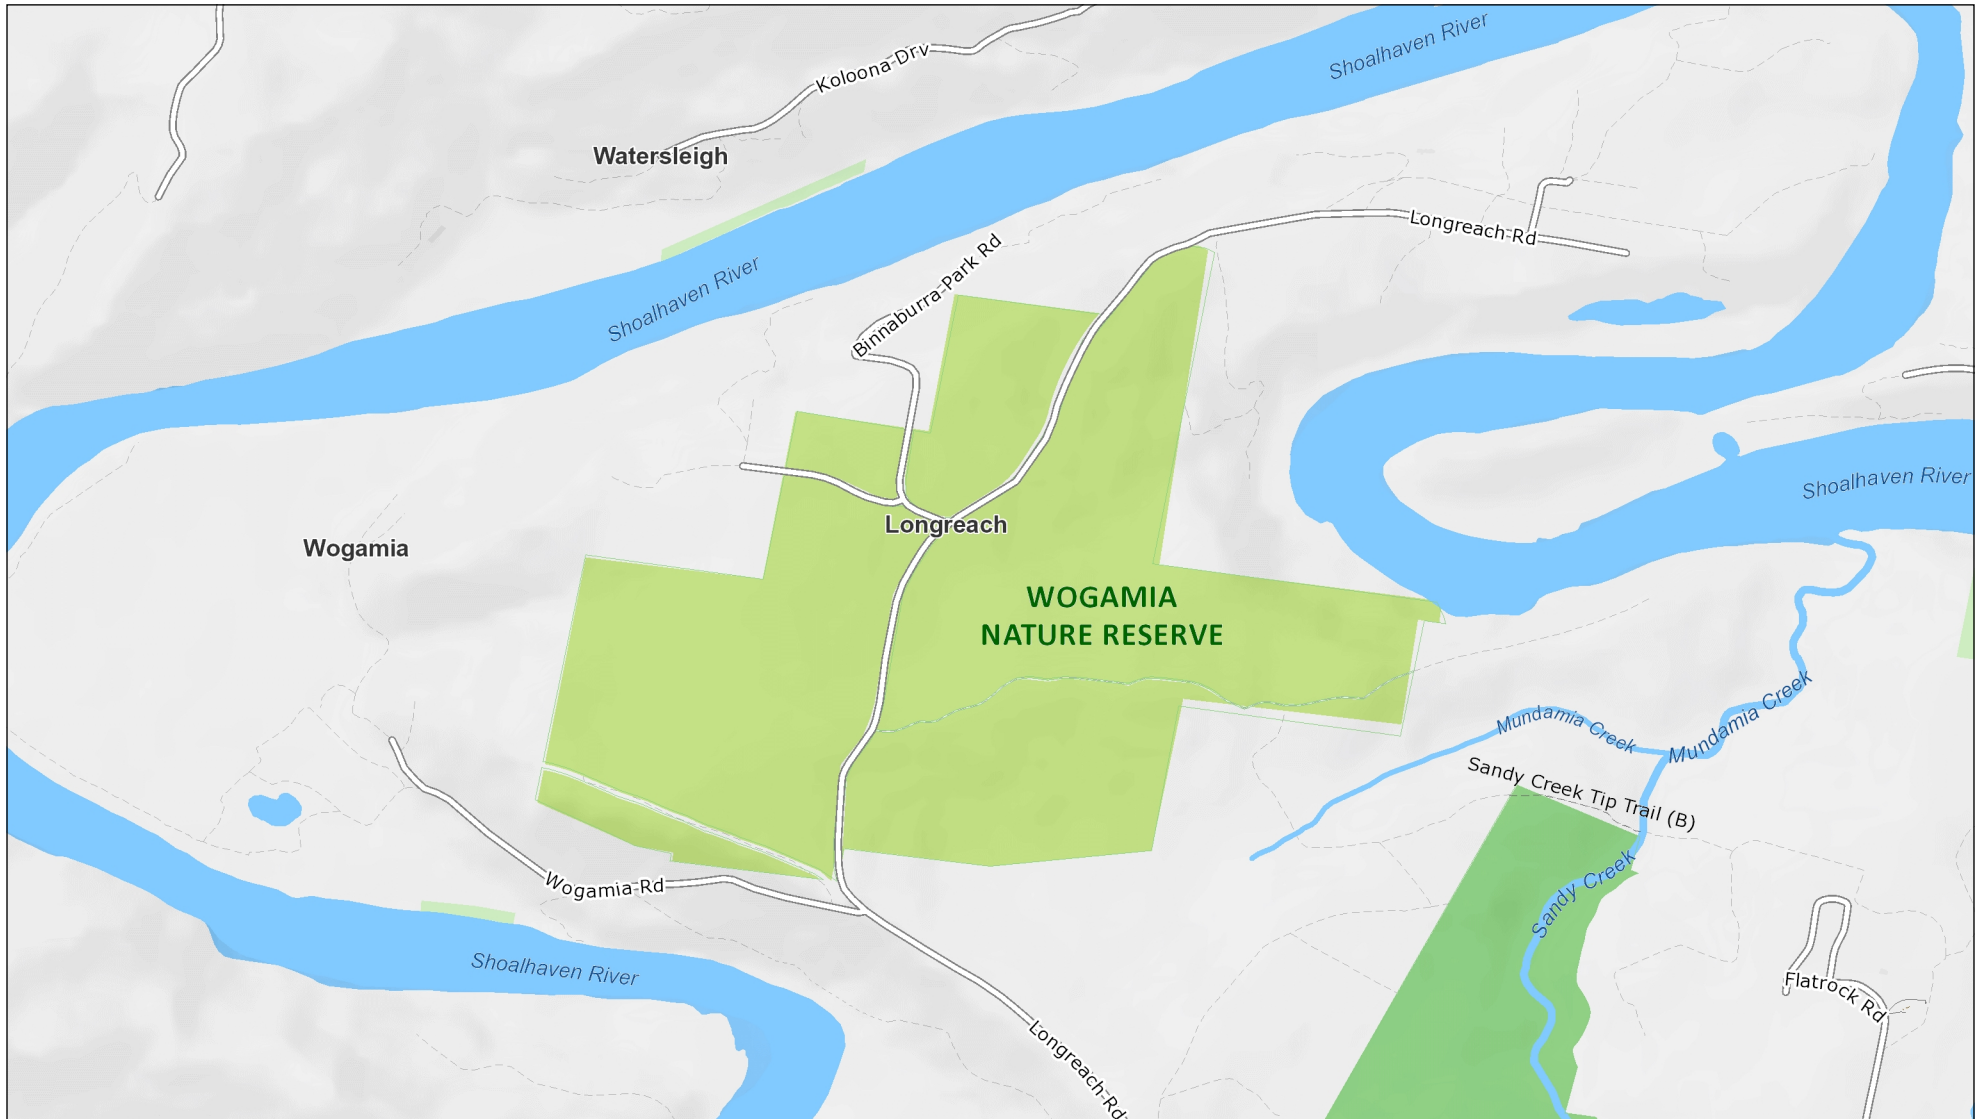 Shoalhaven River
Koloona Drv
Watersleigh
Longreach Rd
Binnaburra Park Rd
Shoalhaven River
Shoalhaven River
Longreach
Wogamia
WOGAMIA
NATURE RESERVE
Mundamia Creek
Mundamia Creek
Sandy Creek Tip Trail (B)
Sandy Creek
Wogamia Rd
Shoalhaven River
Flatrock Rd
Longreach Rd